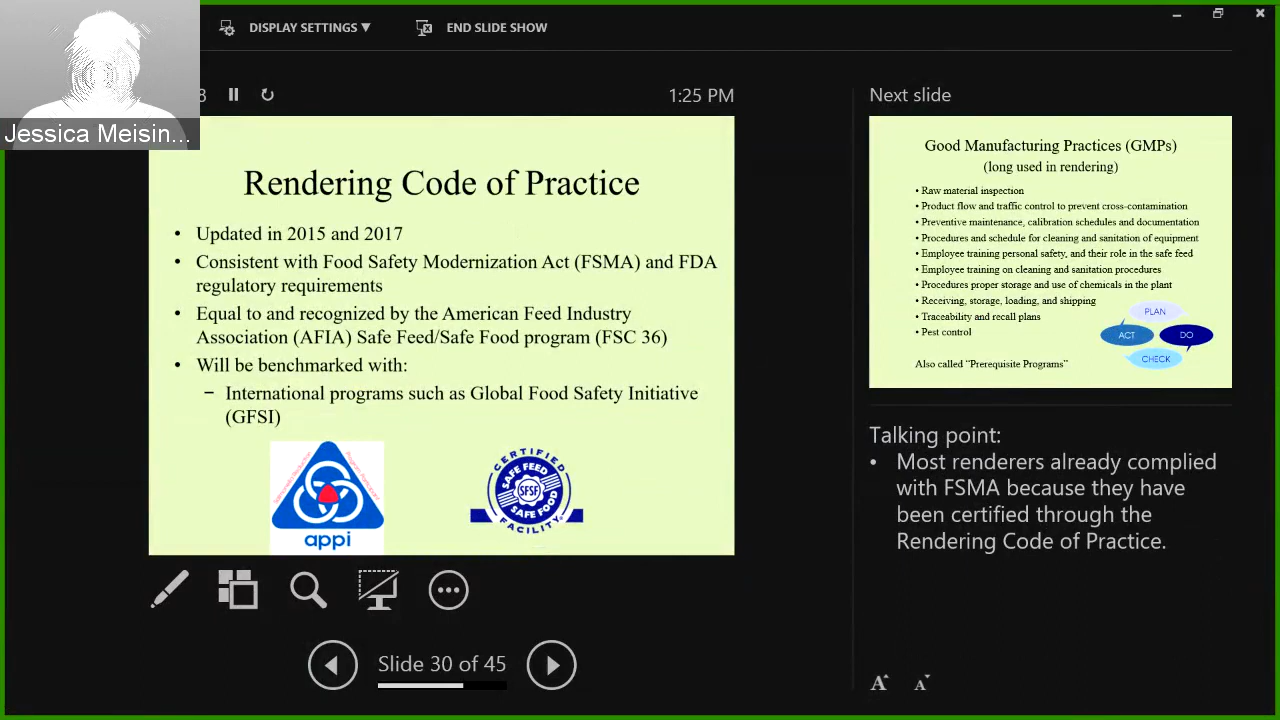 DISPLAY SETTINGS ▼
END SLIDE SHOW
Jessica Meisin...
8
1:25 PM
Rendering Code of Practice
• Updated in 2015 and 2017
• Consistent with Food Safety Modernization Act (FSMA) and FDA
regulatory requirements
• Equal to and recognized by the American Feed Industry
Association (AFIA) Safe Feed/Safe Food program (FSC 36)
• Will be benchmarked with:
– International programs such as Global Food Safety Initiative
(GFSI)
appi
CERTIFIED
SAFE FEED
SFSF
SAFE FOOD
FACILITY
Slide 30 of 45
Next slide
Good Manufacturing Practices (GMPs)
(long used in rendering)
• Raw material inspection
• Product flow and traffic control to prevent cross-contamination
• Preventive maintenance, calibration schedules and documentation
• Procedures and schedule for cleaning and sanitation of equipment
• Employee training personal safety, and their role in the safe feed
• Employee training on cleaning and sanitation procedures
• Procedures proper storage and use of chemicals in the plant
• Receiving, storage, loading, and shipping
• Traceability and recall plans
• Pest control
PLAN
ACT
DO
CHECK
Also called “Prerequisite Programs”
Talking point:
• Most renderers already complied
with FSMA because they have
been certified through the
Rendering Code of Practice.
A A